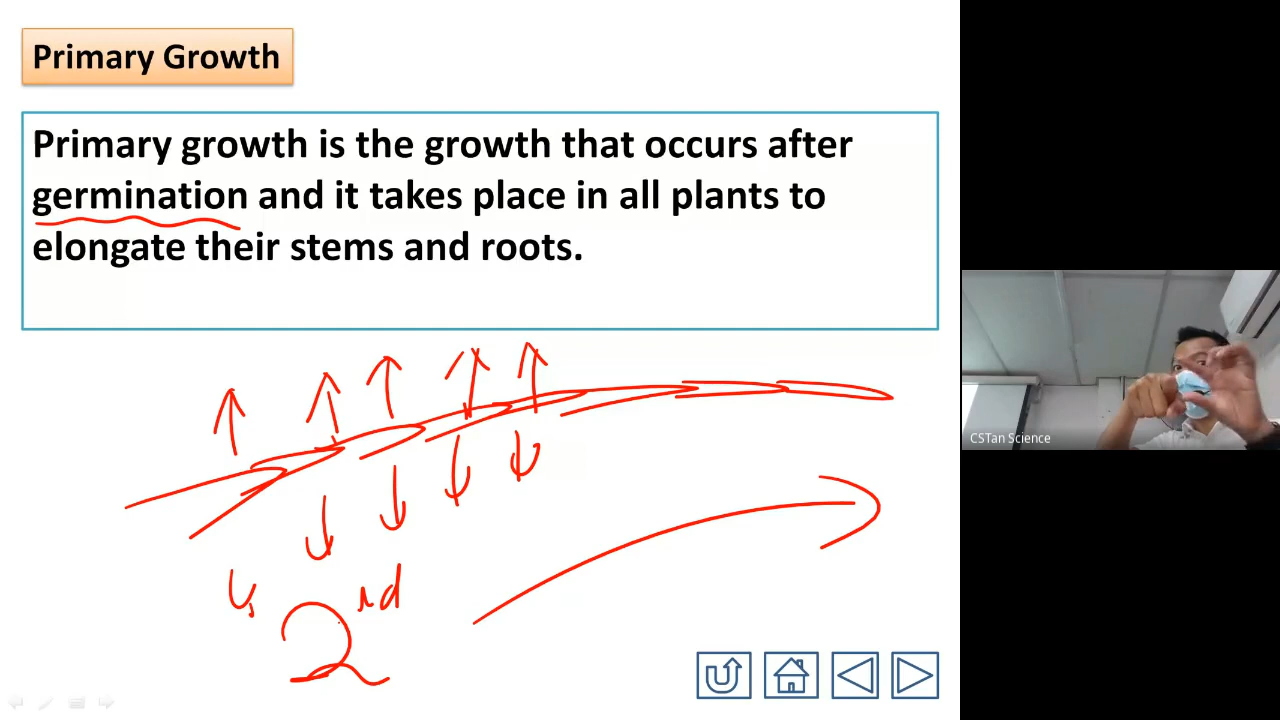 Primary Growth
Primary growth is the growth that occurs after
germination and it takes place in all plants to
elongate their stems and roots.
2rd
CSTan Science